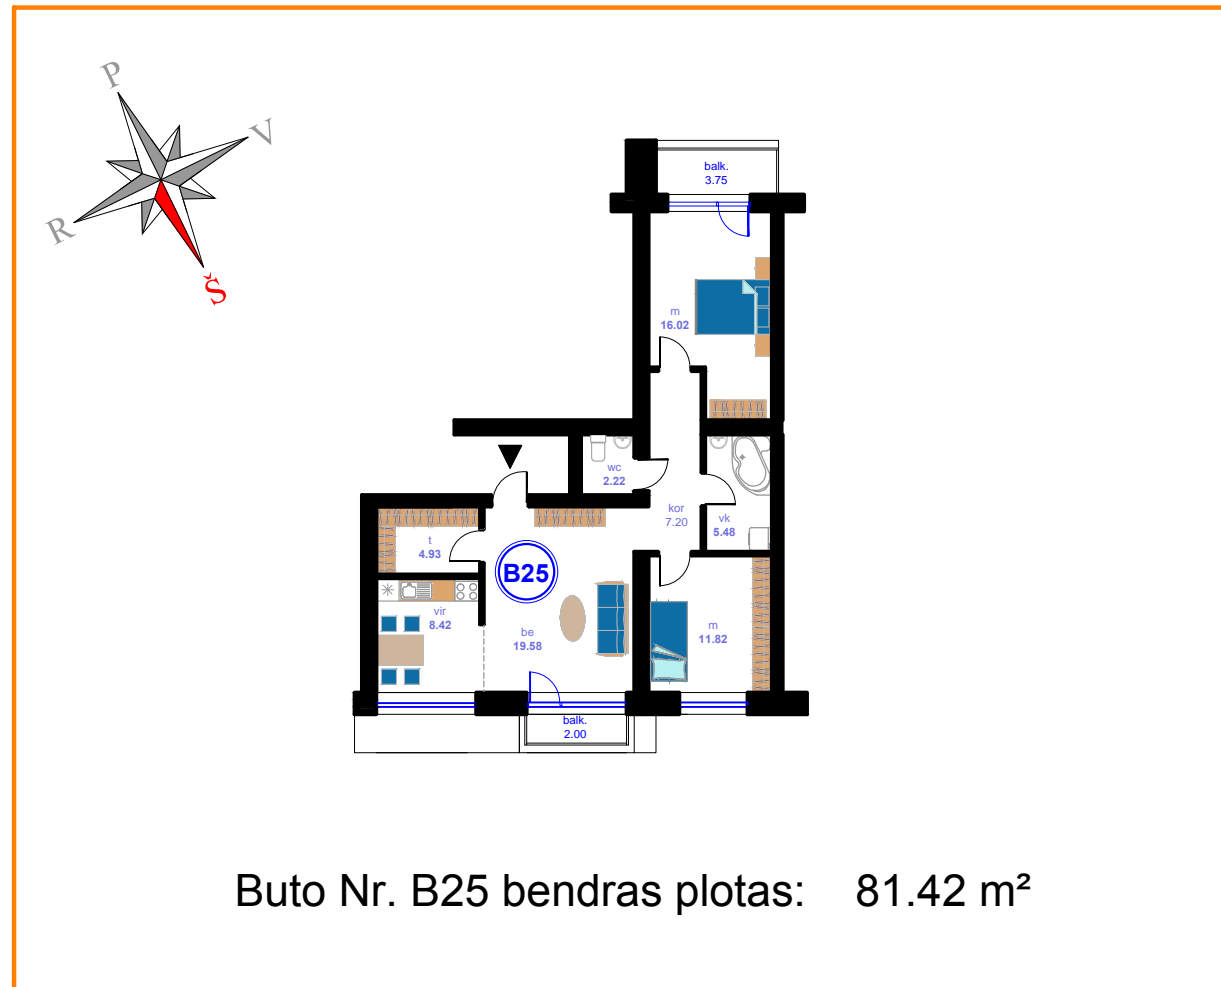 P
V
R
Š
balk.
3.75
m
16.02
wc
2.22
kor
7.20
vk
5.48
t
4.93
B25
vir
8.42
be
19.58
m
11.82
balk.
2.00
Buto Nr. B25 bendras plotas: 81.42 m²